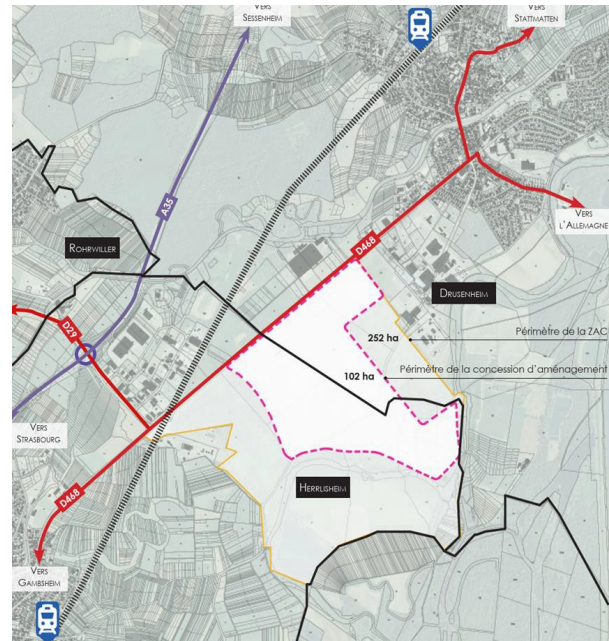 VERS
SESSENHEIM
VERS
STATTMATTEN
A35
ROHRWILLER
D468
VERS
L'ALLEMAGNE
DRUSENHEIM
D29
252 ha
Périmètre de la ZAC
102 ha
Périmètre de la concession d'aménagement
VERS
STRASBOURG
D468
HERRLISHEIM
VERS
GAMBSHEIM